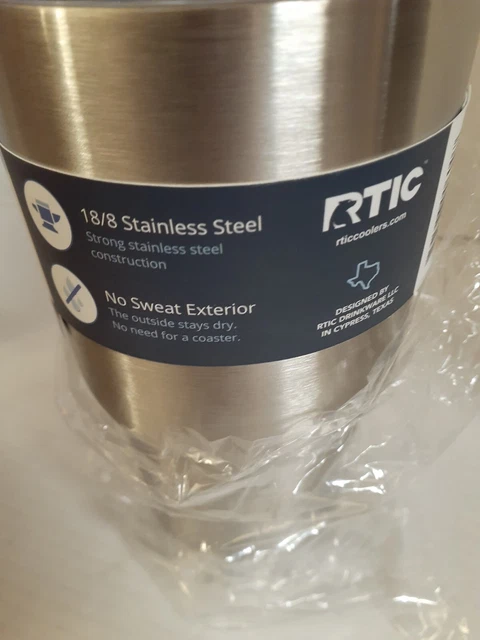 18/8 Stainless Steel
Strong stainless steel
construction
No Sweat Exterior
The outside stays dry.
No need for a coaster.
RTIC
rticcoolers.com
DESIGNED BY
RTIC DRINKWARE LLC
IN CYPRESS, TEXAS